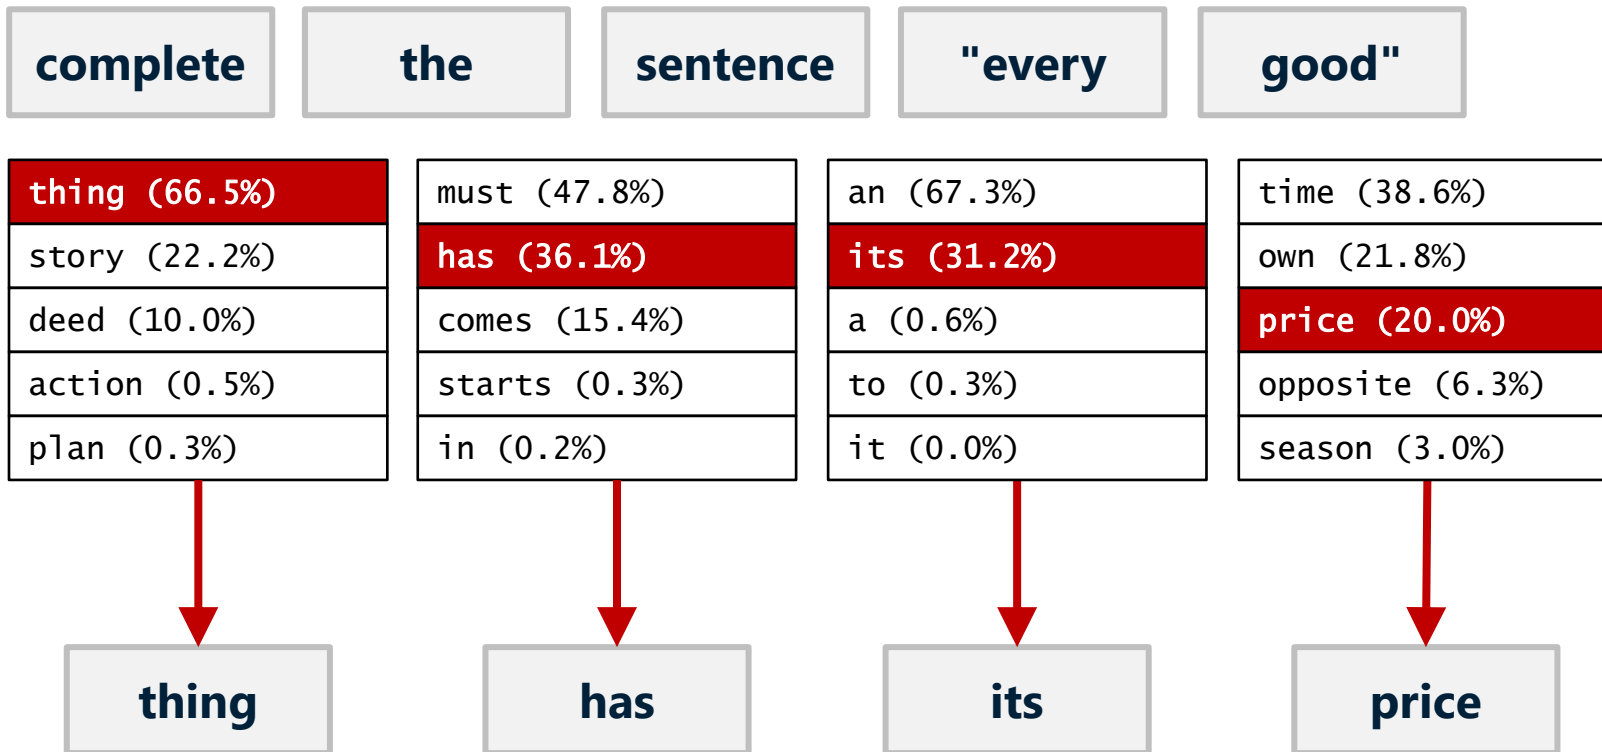 complete the sentence "every good"
thing (66.5%)
story (22.2%)
deed (10.0%)
action (0.5%)
plan (0.3%)
must (47.8%)
has (36.1%)
comes (15.4%)
starts (0.3%)
in (0.2%)
an (67.3%)
its (31.2%)
a (0.6%)
to (0.3%)
it (0.0%)
time (38.6%)
own (21.8%)
price (20.0%)
opposite (6.3%)
season (3.0%)
thing has its price